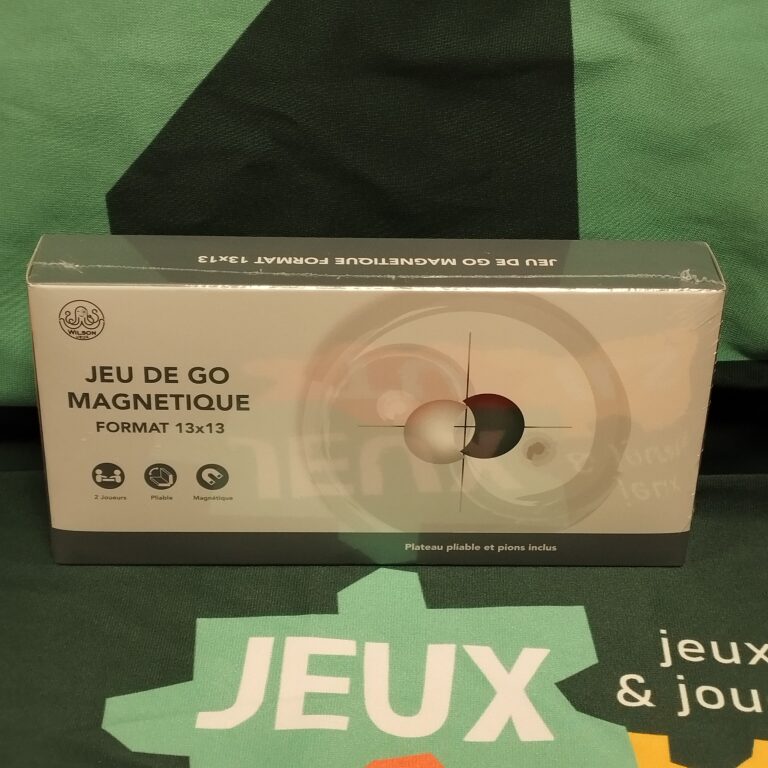 JEU DE GO MAGNETIQUE FORMAT 13x13
WILSON
JEUX
JEU DE GO
MAGNETIQUE
FORMAT 13x13
2 Joueurs
Pliable
Magnétique
Plateau pliable et pions inclus
JEUX
jeux
& jou